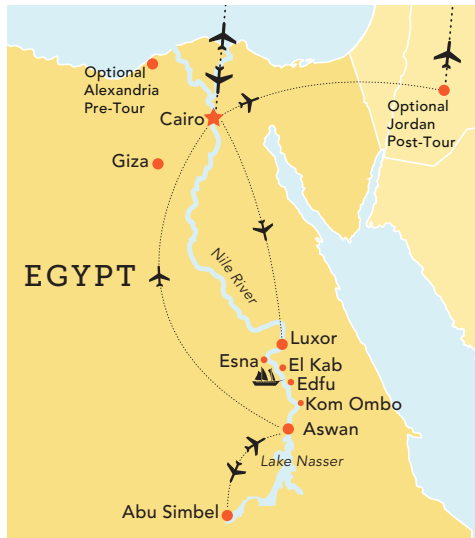 Optional
Alexandria
Pre-Tour
Cairo
Optional
Jordan
Post-Tour
Giza
EGYPT
Nile River
Luxor
Esna
El Kab
Edfu
Kom Ombo
Aswan
Lake Nasser
Abu Simbel